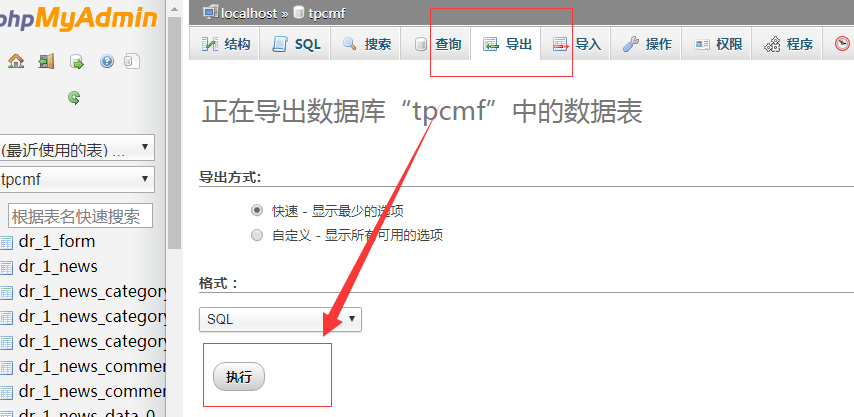 phpMyAdmin
(最近使用的表) ...
tpcmf
根据表名快速搜索
dr_1_form
dr_1_news
dr_1_news_category
dr_1_news_category
dr_1_news_category
dr_1_news_commen
dr_1_news_commen
dr_1_news_data_0
localhost » tpcmf
结构 SQL 搜索 查询 导出 导入 操作 权限 程序
正在导出数据库“tpcmf”中的数据表
导出方式:
快速 - 显示最少的选项
自定义 - 显示所有可用的选项
格式：
SQL
执行